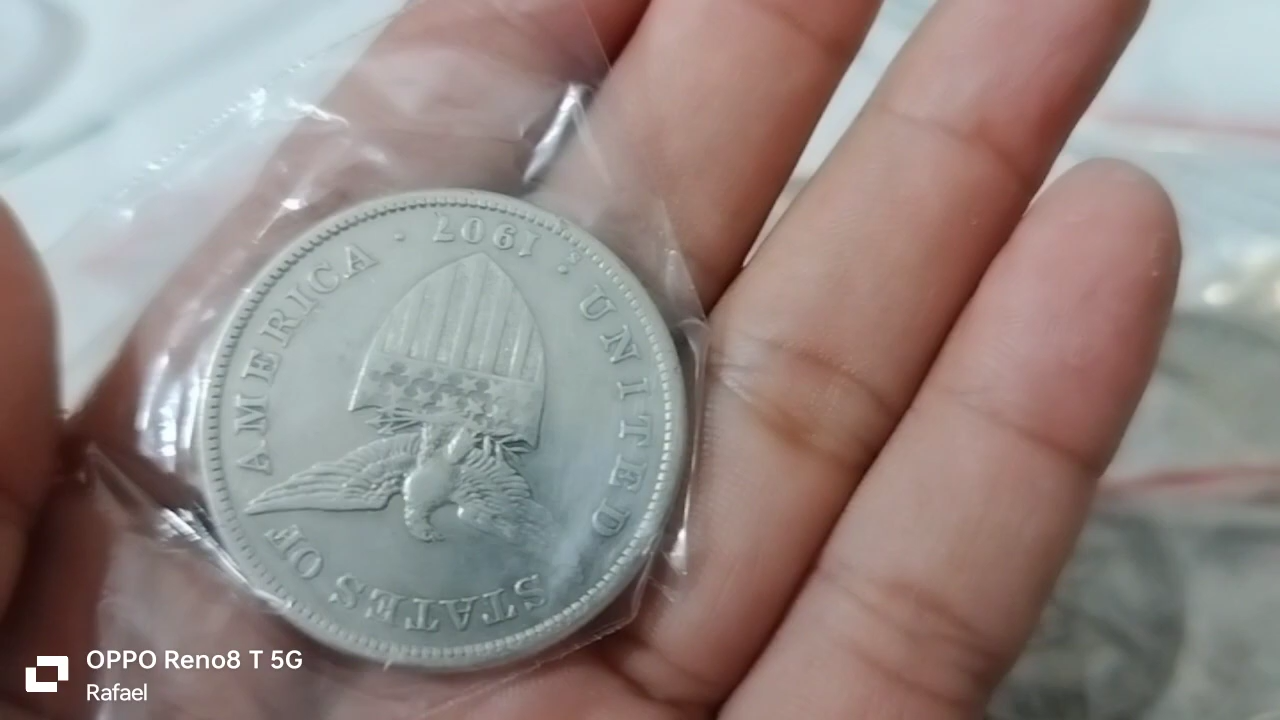 UNITED
STATES OF
AMERICA
· 1907
S :
OPPO Reno8 T 5G
Rafael